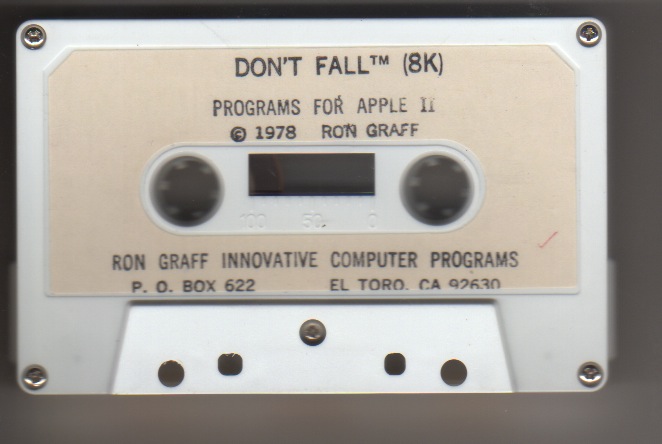 DON'T FALL™ (8K)
PROGRAMS FOR APPLE II
© 1978 RON GRAFF
100 50 0
RON GRAFF INNOVATIVE COMPUTER PROGRAMS
P. O. BOX 622 EL TORO, CA 92630